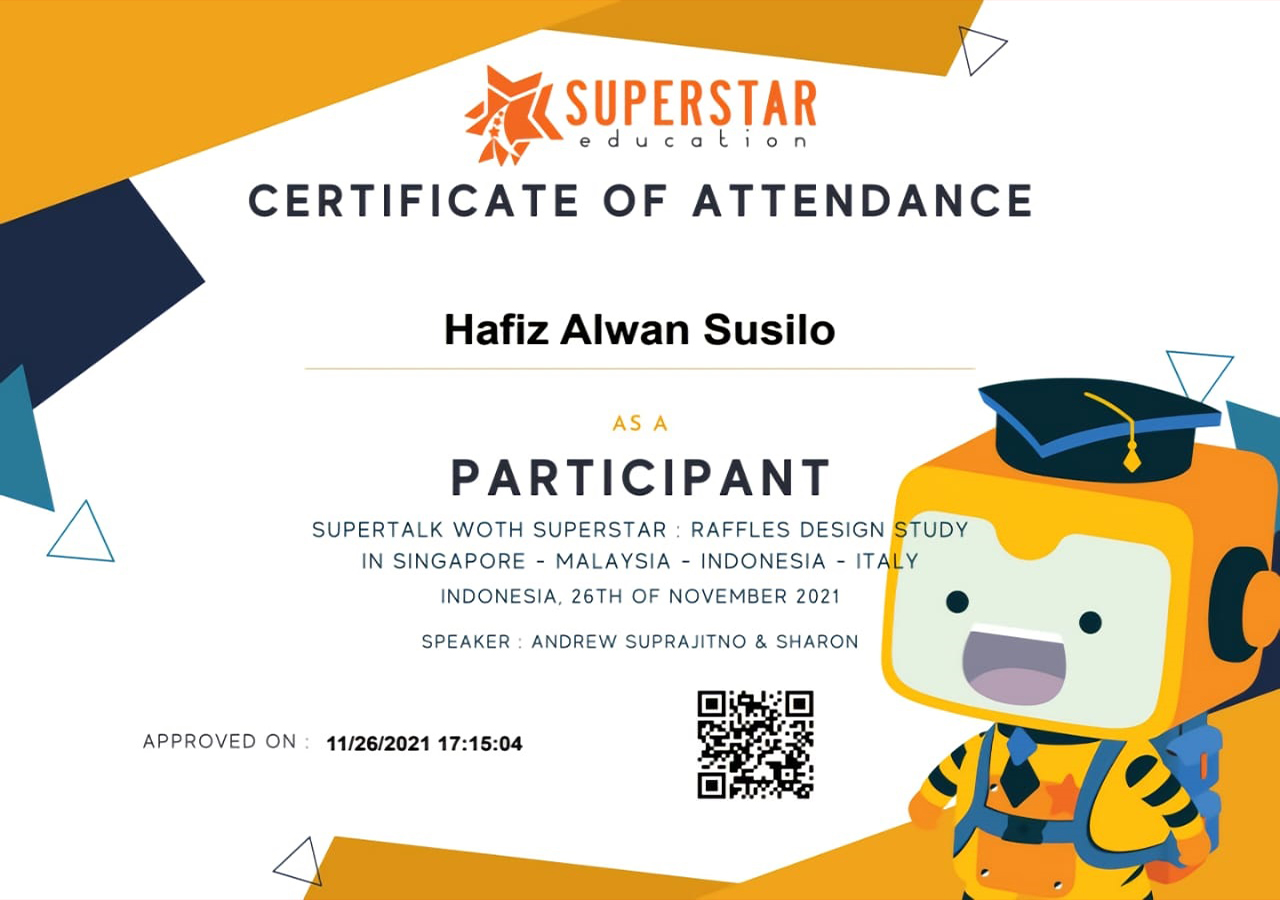 SUPERSTAR
education
CERTIFICATE OF ATTENDANCE
Hafiz Alwan Susilo
AS A
PARTICIPANT
SUPERTALK WOTH SUPERSTAR : RAFFLES DESIGN STUDY
IN SINGAPORE - MALAYSIA - INDONESIA - ITALY
INDONESIA, 26TH OF NOVEMBER 2021
SPEAKER : ANDREW SUPRAJITNO & SHARON
APPROVED ON : 11/26/2021 17:15:04